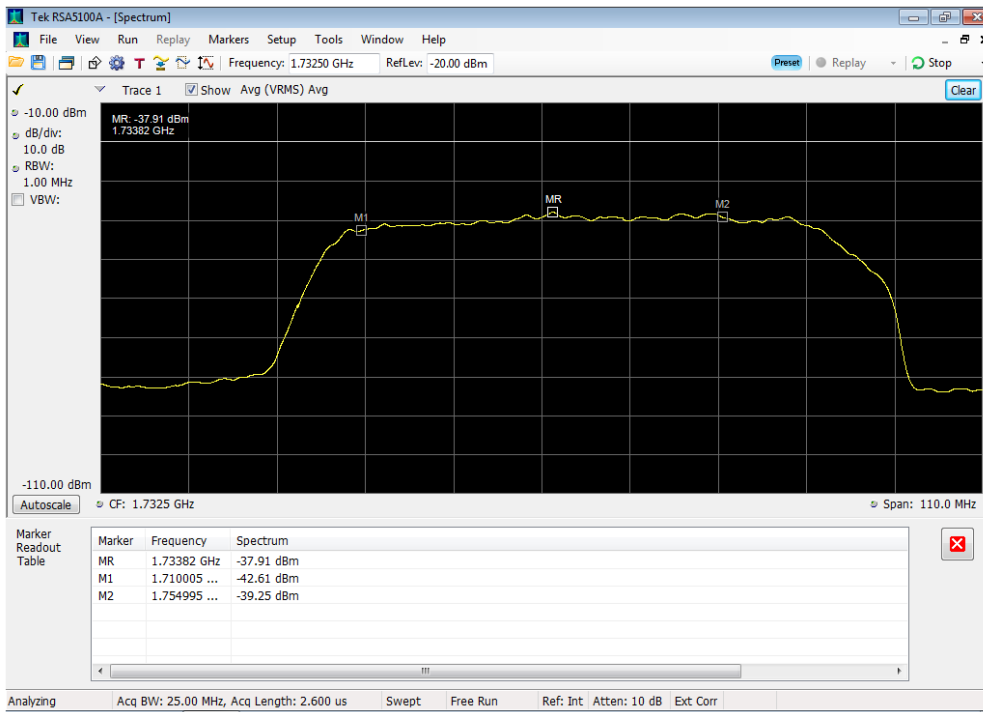 Tek RSA5100A - [Spectrum]
File View Run Replay Markers Setup Tools Window Help
T Frequency: 1.73250 GHz RefLev: -20.00 dBm Preset Replay Stop
Trace 1 Show Avg (VRMS) Avg Clear
-10.00 dBm
dB/div:
10.0 dB
RBW:
1.00 MHz
VBW:
MR: -37.91 dBm
1.73382 GHz
M1
MR
M2
-110.00 dBm
Autoscale CF: 1.7325 GHz Span: 110.0 MHz
Marker
Readout
Table
Marker Frequency Spectrum
MR 1.73382 GHz -37.91 dBm
M1 1.710005 ... -42.61 dBm
M2 1.754995 ... -39.25 dBm
Analyzing Acq BW: 25.00 MHz, Acq Length: 2.600 us Swept Free Run Ref: Int Atten: 10 dB Ext Corr